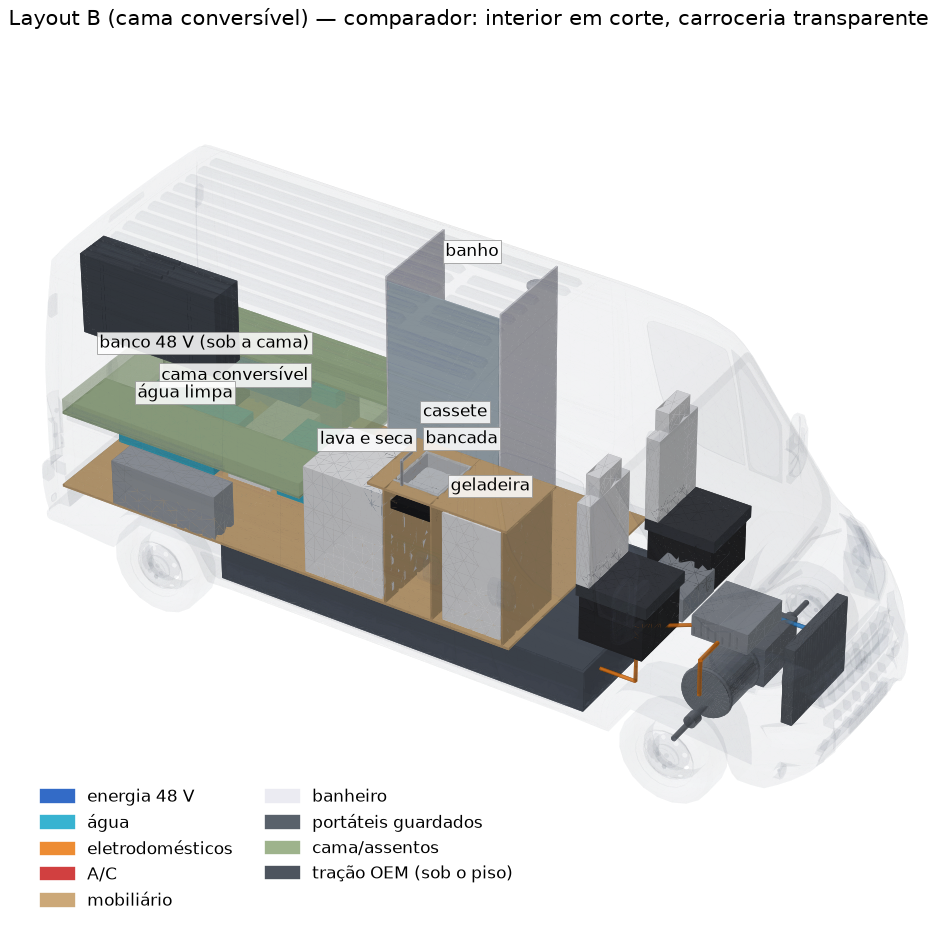 Layout B (cama conversível) — comparador: interior em corte, carroceria transparente
banho
banco 48 V (sob a cama)
cama conversível
água limpa
cassete
lava e seca
bancada
geladeira
energia 48 V
água
eletrodomésticos
A/C
mobiliário
banheiro
portáteis guardados
cama/assentos
tração OEM (sob o piso)